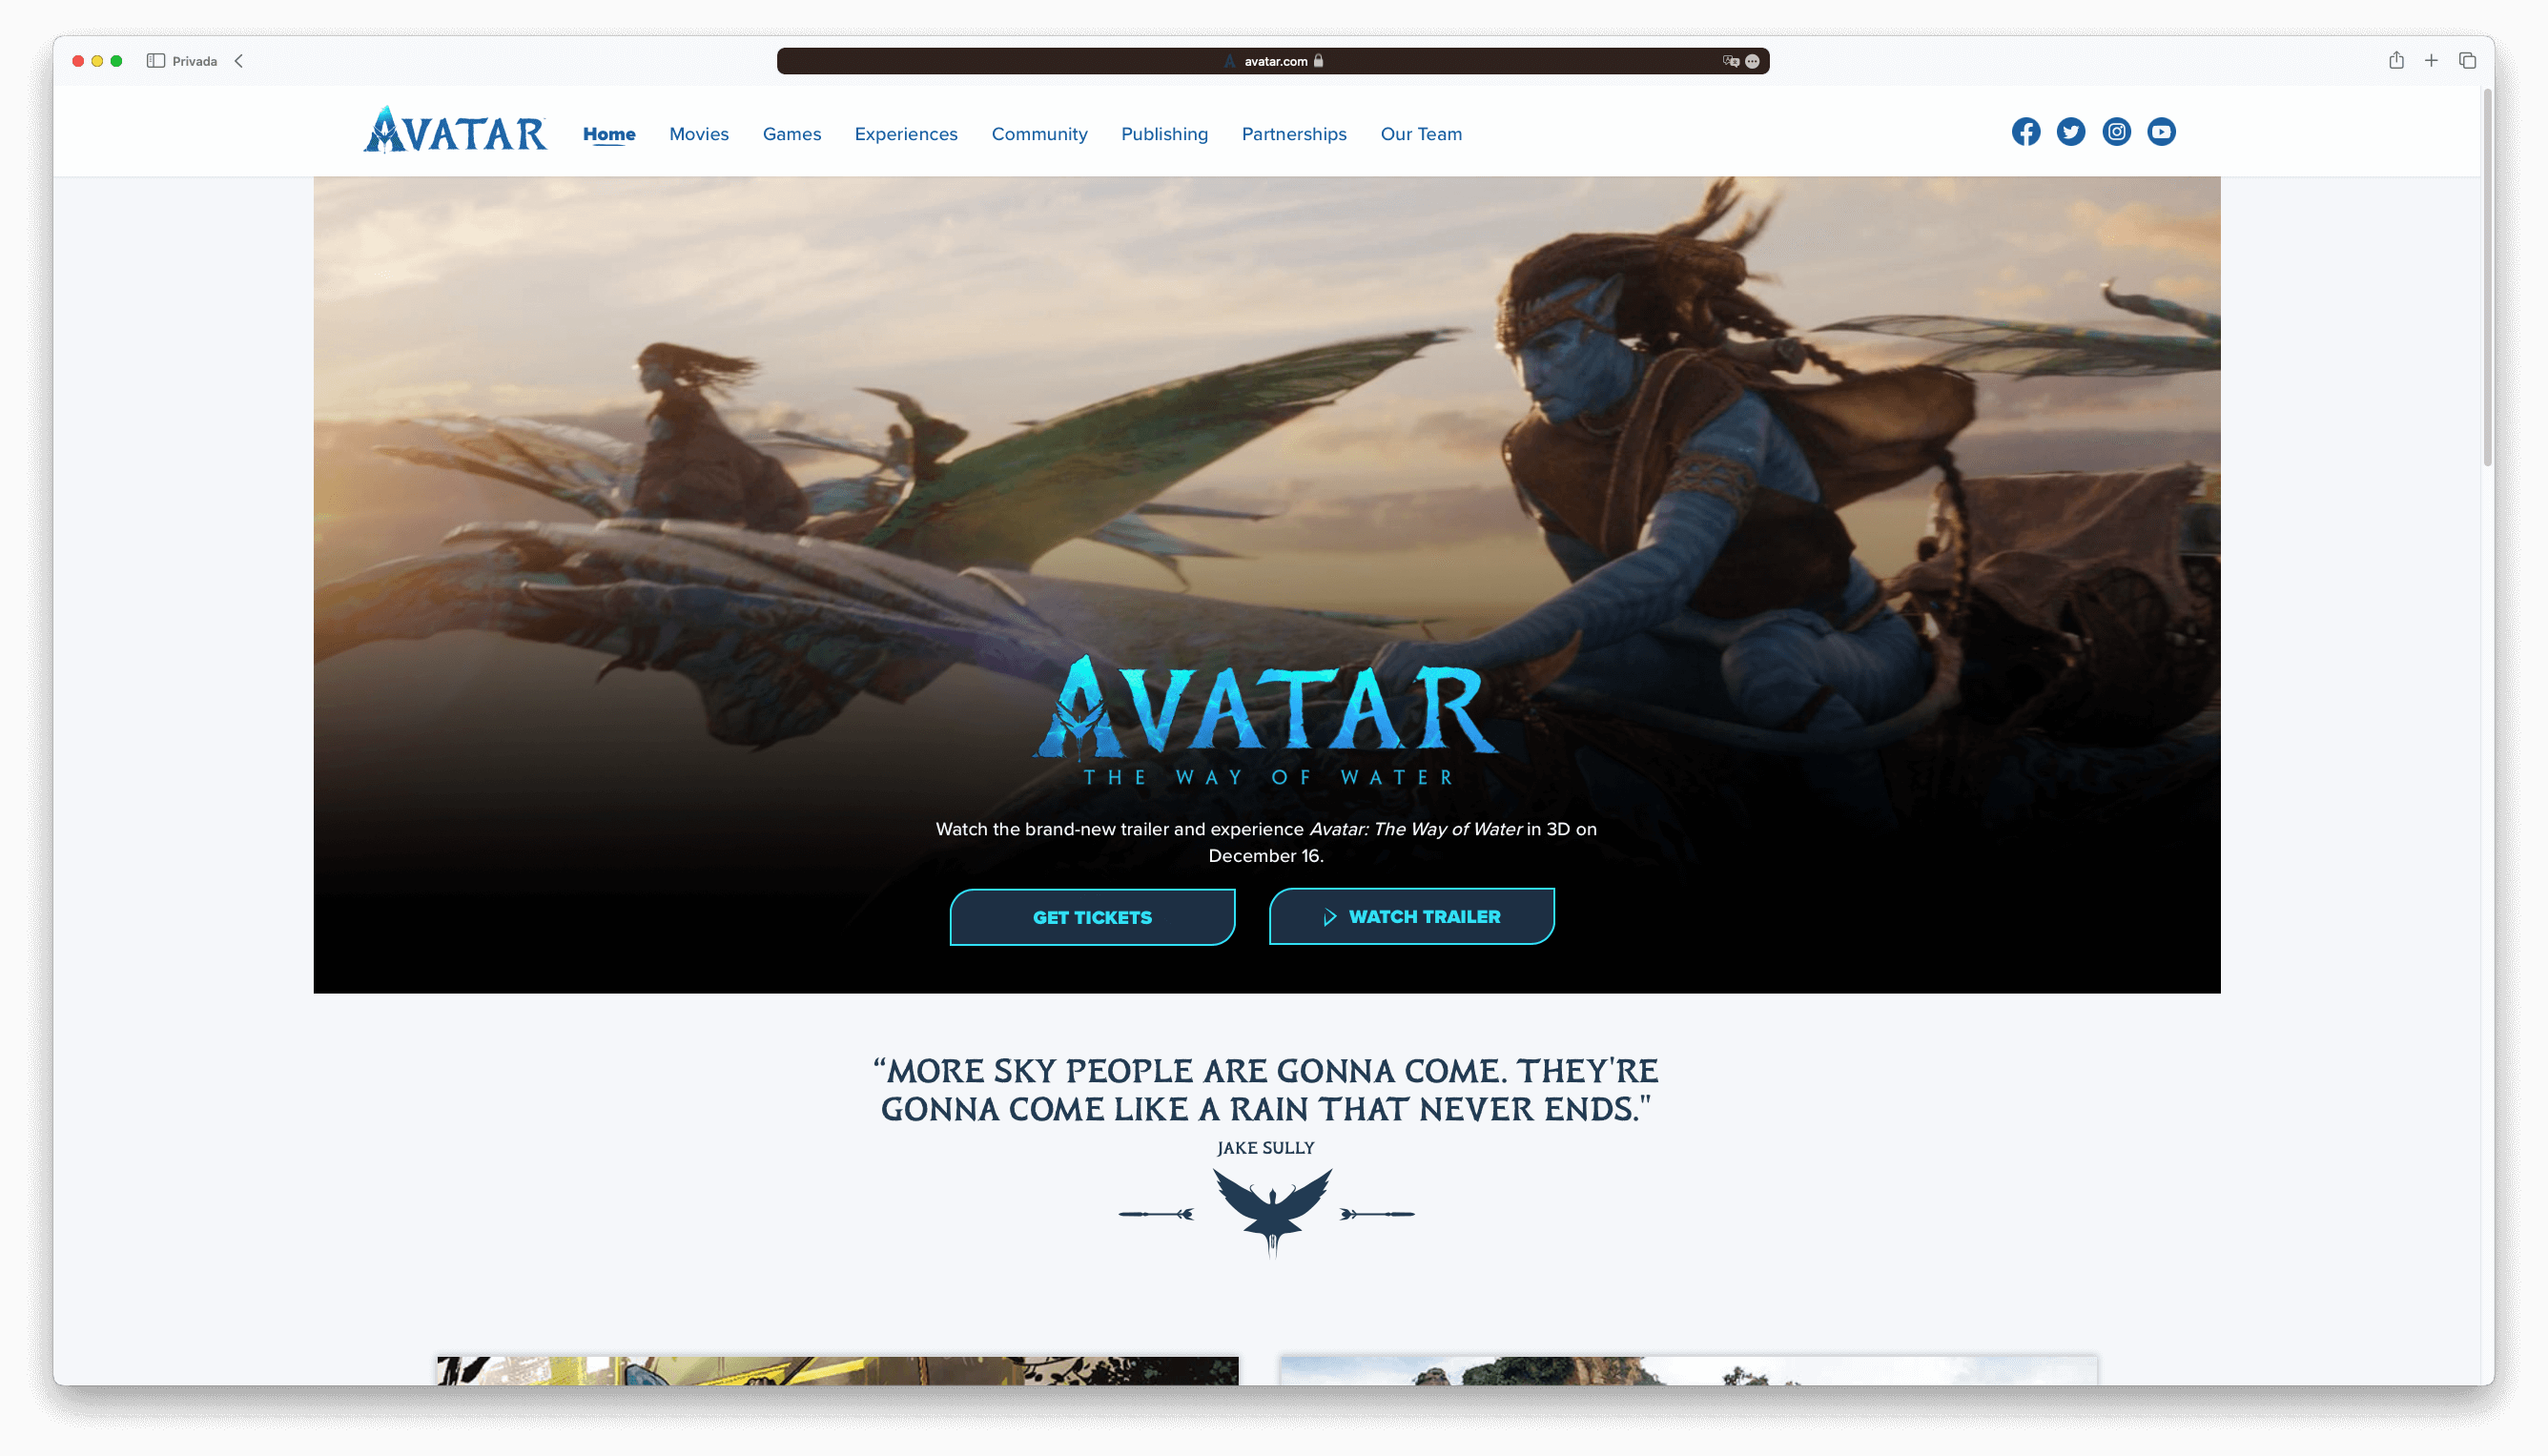 Privada
avatar.com
AVATAR
Home Movies Games Experiences Community Publishing Partnerships Our Team
AVATAR
THE WAY OF WATER
Watch the brand-new trailer and experience Avatar: The Way of Water in 3D on
December 16.
GET TICKETS
WATCH TRAILER
“MORE SKY PEOPLE ARE GONNA COME. THEY'RE
GONNA COME LIKE A RAIN THAT NEVER ENDS."
JAKE SULLY